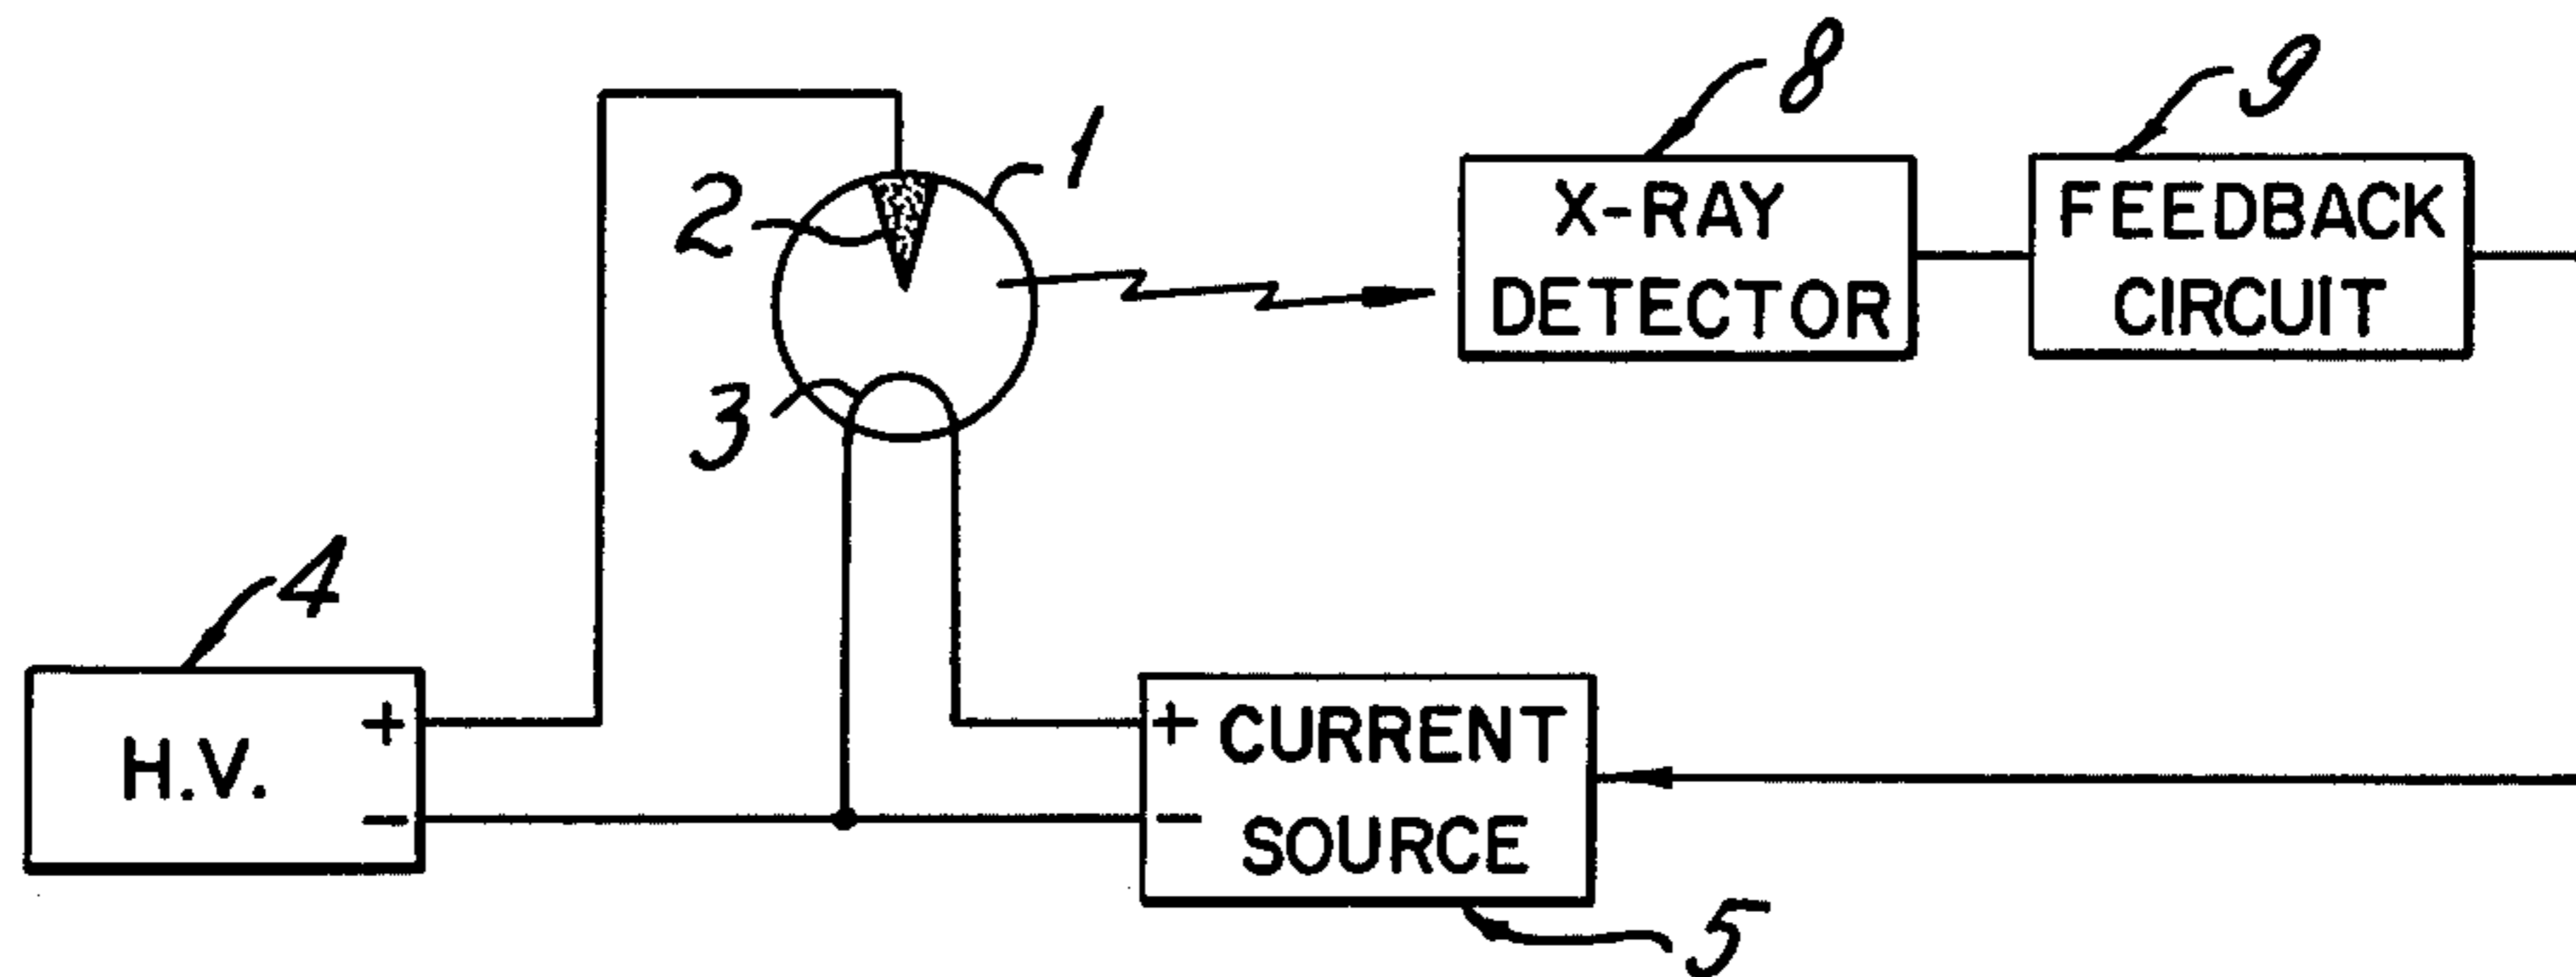 8
9
1
2
X-RAY
DETECTOR
FEEDBACK
CIRCUIT
3
4
H.V.
+
−
+
−
CURRENT
SOURCE
5